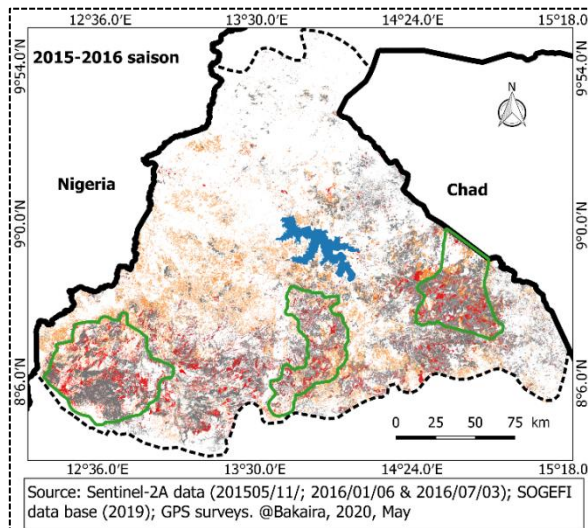 12°36.0'E 13°30.0'E 14°24.0'E 15°18.0'E
9°54.0'N 9°54.0'N
2015-2016 saison
N
Nigeria
Chad
9°0.0'N 9°0.0'N
8°6.0'N 8°6.0'N
0 25 50 75 km
12°36.0'E 13°30.0'E 14°24.0'E 15°18.0'E
Source: Sentinel-2A data (201505/11/; 2016/01/06 & 2016/07/03); SOGEFI
data base (2019); GPS surveys. @Bakaira, 2020, May